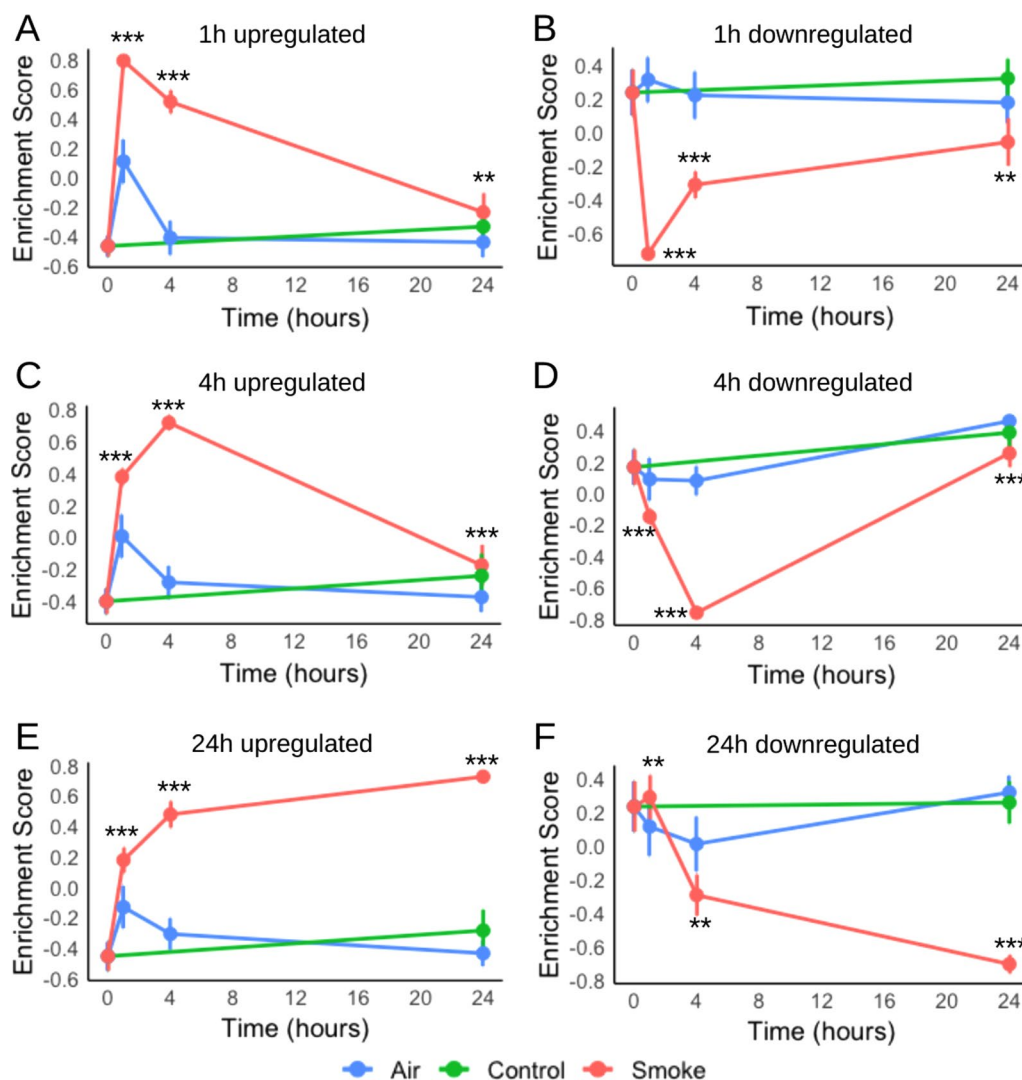 A
1h upregulated
***
***
**
Enrichment Score
0.8
0.6
0.4
0.2
0.0
-0.2
-0.4
-0.6
0 4 8 12 16 20 24
Time (hours)
B
1h downregulated
***
***
**
Enrichment Score
0.4
0.2
0.0
-0.2
-0.4
-0.6
0 4 8 12 16 20 24
Time (hours)
C
4h upregulated
***
***
***
Enrichment Score
0.8
0.6
0.4
0.2
0.0
-0.2
-0.4
0 4 8 12 16 20 24
Time (hours)
D
4h downregulated
***
***
***
Enrichment Score
0.4
0.2
0.0
-0.2
-0.4
-0.6
-0.8
0 4 8 12 16 20 24
Time (hours)
E
24h upregulated
***
***
***
Enrichment Score
0.8
0.6
0.4
0.2
0.0
-0.2
-0.4
-0.6
0 4 8 12 16 20 24
Time (hours)
F
24h downregulated
**
**
***
Enrichment Score
0.4
0.2
0.0
-0.2
-0.4
-0.6
-0.8
0 4 8 12 16 20 24
Time (hours)
Air Control Smoke